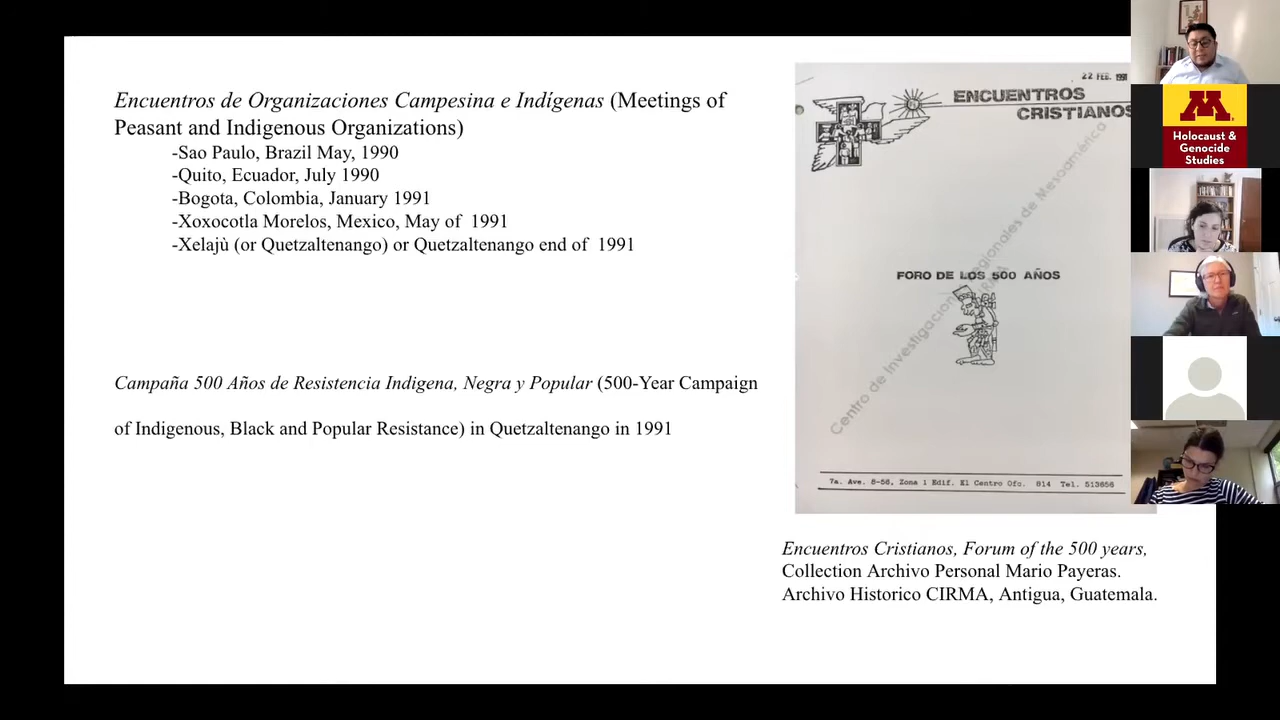 Encuentros de Organizaciones Campesina e Indígenas (Meetings of
Peasant and Indigenous Organizations)
-Sao Paulo, Brazil May, 1990
-Quito, Ecuador, July 1990
-Bogota, Colombia, January 1991
-Xoxocotla Morelos, Mexico, May of 1991
-Xelajù (or Quetzaltenango) or Quetzaltenango end of 1991
Campaña 500 Años de Resistencia Indigena, Negra y Popular (500-Year Campaign
of Indigenous, Black and Popular Resistance) in Quetzaltenango in 1991
22 FEB. 1991
ENCUENTROS
CRISTIANOS
Centro de Investigaciones Regionales de Mesoamérica
FORO DE LOS 500 AÑOS
7a. Ave. 8-56, Zona 1 Edif. El Centro Ofc. 814 Tel. 513656
Encuentros Cristianos, Forum of the 500 years,
Collection Archivo Personal Mario Payeras.
Archivo Historico CIRMA, Antigua, Guatemala.
M
Holocaust &
Genocide
Studies